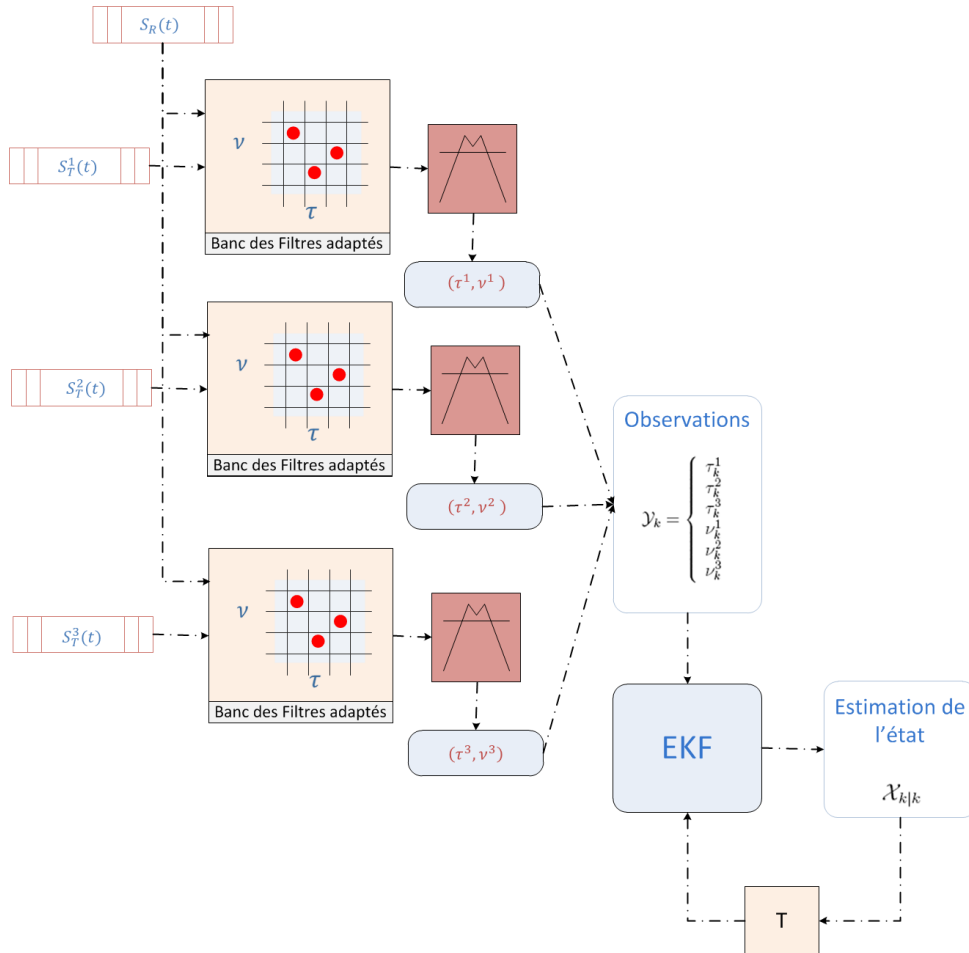 S_R(t)
ν
S_T^1(t)
τ
Banc des Filtres adaptés
(τ^1, ν^1)
ν
S_T^2(t)
τ
Banc des Filtres adaptés
(τ^2, ν^2)
Observations
𝒴_k = {
τ_k^1
τ_k^2
τ_k^3
ν_k^1
ν_k^2
ν_k^3
ν
S_T^3(t)
τ
Banc des Filtres adaptés
(τ^3, ν^3)
EKF
Estimation de
l'état
𝒳_{k|k}
T